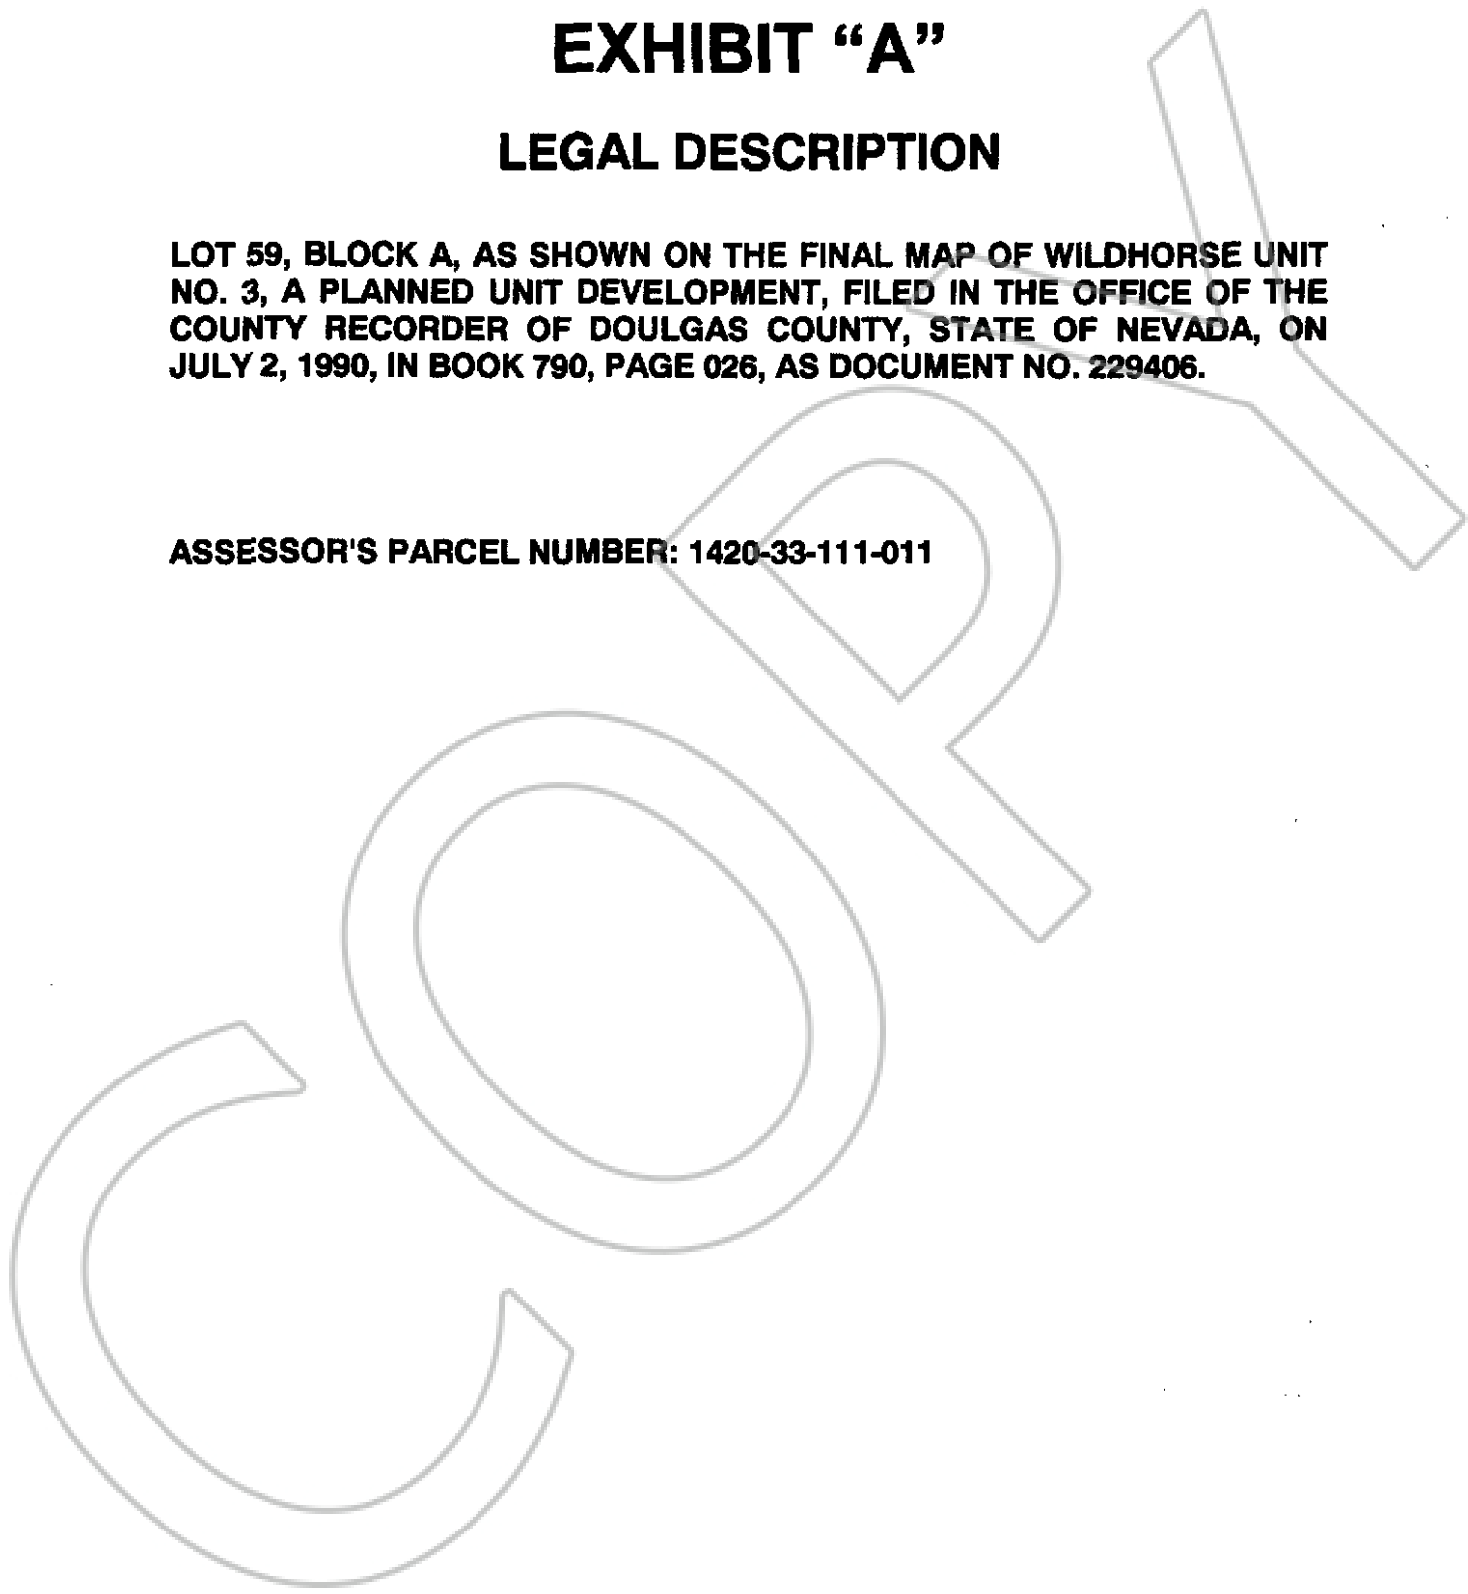 EXHIBIT “A”
LEGAL DESCRIPTION
LOT 59, BLOCK A, AS SHOWN ON THE FINAL MAP OF WILDHORSE UNIT
NO. 3, A PLANNED UNIT DEVELOPMENT, FILED IN THE OFFICE OF THE
COUNTY RECORDER OF DOULGAS COUNTY, STATE OF NEVADA, ON
JULY 2, 1990, IN BOOK 790, PAGE 026, AS DOCUMENT NO. 229406.
ASSESSOR'S PARCEL NUMBER: 1420-33-111-011
COPY